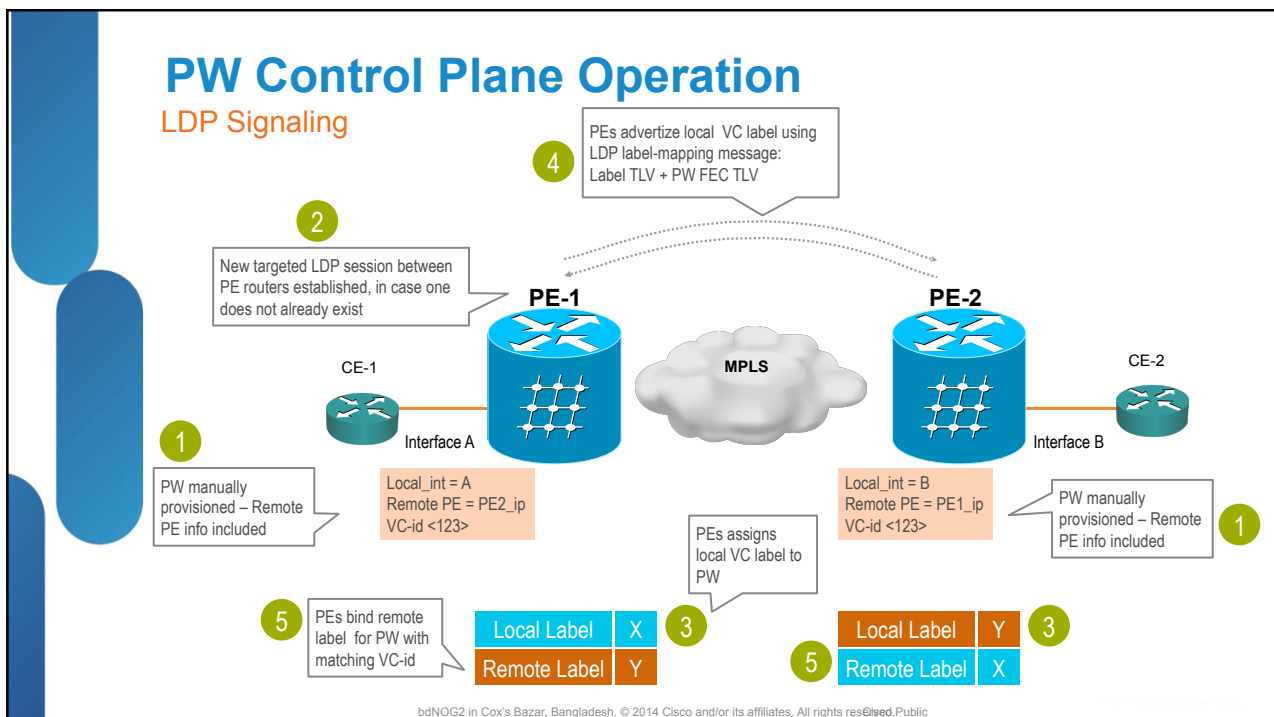 PW Control Plane Operation
LDP Signaling
4
PEs advertize local VC label using
LDP label-mapping message:
Label TLV + PW FEC TLV
2
New targeted LDP session between
PE routers established, in case one
does not already exist
PE-1
PE-2
MPLS
CE-1
CE-2
Interface A
Interface B
1
PW manually
provisioned – Remote
PE info included
Local_int = A
Remote PE = PE2_ip
VC-id <123>
Local_int = B
Remote PE = PE1_ip
VC-id <123>
PW manually
provisioned – Remote
PE info included
1
PEs assigns
local VC label to
PW
5
PEs bind remote
label for PW with
matching VC-id
Local Label X
Remote Label Y
3
Local Label Y
Remote Label X
3
5
bdNOG2 in Cox's Bazar, Bangladesh. © 2014 Cisco and/or its affiliates. All rights reserved. Public